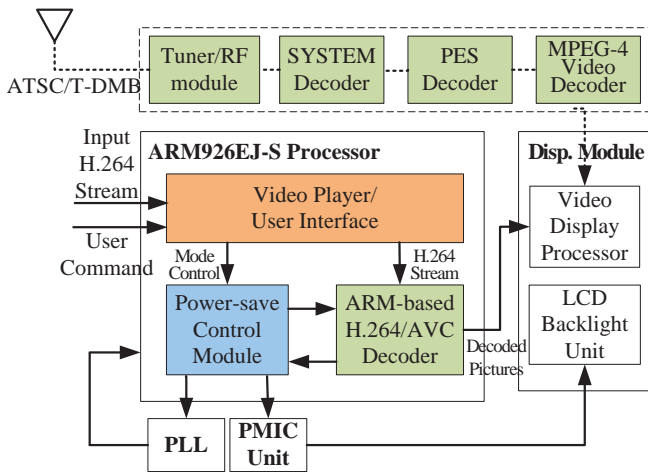 ATSC/T-DMB
Tuner/RF
module
SYSTEM
Decoder
PES
Decoder
MPEG-4
Video
Decoder
Input
H.264
Stream
User
Command
ARM926EJ-S Processor
Video Player/
User Interface
Mode
Control
H.264
Stream
Power-save
Control
Module
ARM-based
H.264/AVC
Decoder
Decoded
Pictures
Disp. Module
Video
Display
Processor
LCD
Backlight
Unit
PLL
PMIC
Unit